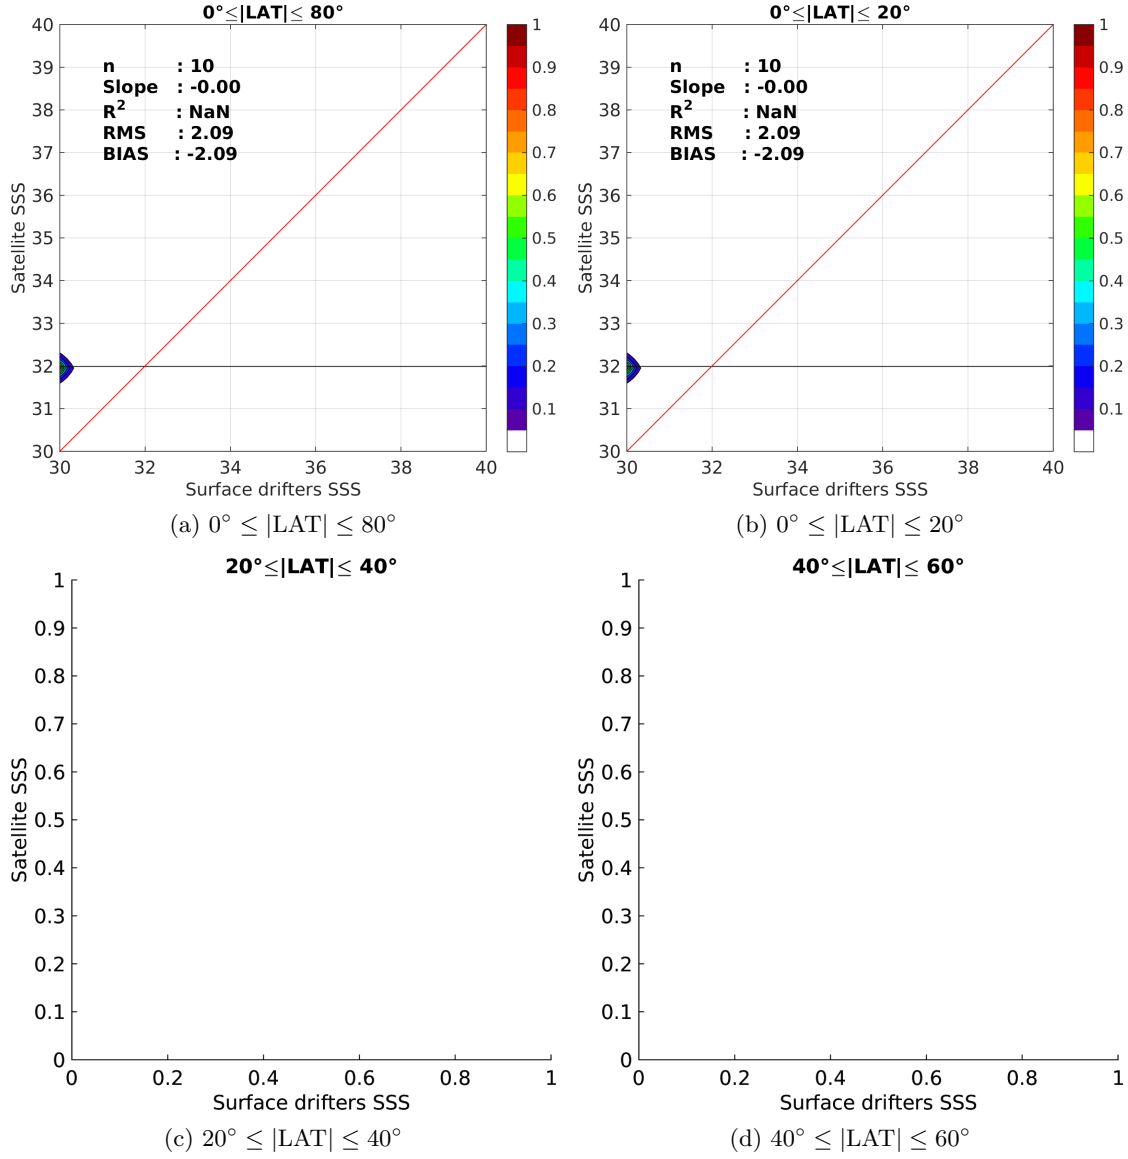 0°≤|LAT|≤ 80°
40
39
38
37
36
35
34
33
32
31
30
Satellite SSS
n : 10
Slope : -0.00
R2 : NaN
RMS : 2.09
BIAS : -2.09
30 32 34 36 38 40
Surface drifters SSS
1
0.9
0.8
0.7
0.6
0.5
0.4
0.3
0.2
0.1
(a) 0° ≤ |LAT| ≤ 80°
0°≤|LAT|≤ 20°
40
39
38
37
36
35
34
33
32
31
30
Satellite SSS
n : 10
Slope : -0.00
R2 : NaN
RMS : 2.09
BIAS : -2.09
30 32 34 36 38 40
Surface drifters SSS
1
0.9
0.8
0.7
0.6
0.5
0.4
0.3
0.2
0.1
(b) 0° ≤ |LAT| ≤ 20°
20°≤|LAT|≤ 40°
1
0.9
0.8
0.7
0.6
0.5
0.4
0.3
0.2
0.1
0
Satellite SSS
0 0.2 0.4 0.6 0.8 1
Surface drifters SSS
(c) 20° ≤ |LAT| ≤ 40°
40°≤|LAT|≤ 60°
1
0.9
0.8
0.7
0.6
0.5
0.4
0.3
0.2
0.1
0
Satellite SSS
0 0.2 0.4 0.6 0.8 1
Surface drifters SSS
(d) 40° ≤ |LAT| ≤ 60°